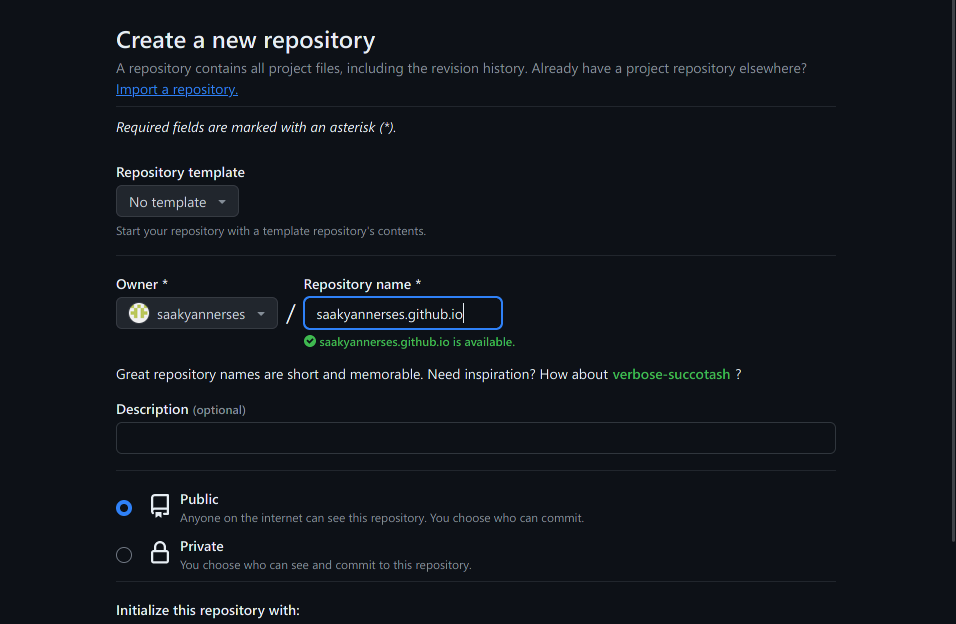 Create a new repository
A repository contains all project files, including the revision history. Already have a project repository elsewhere?
Import a repository.
Required fields are marked with an asterisk (*).
Repository template
No template
Start your repository with a template repository's contents.
Owner * Repository name *
saakyannerses / saakyannerses.github.io
saakyannerses.github.io is available.
Great repository names are short and memorable. Need inspiration? How about verbose-succotash ?
Description (optional)
Public
Anyone on the internet can see this repository. You choose who can commit.
Private
You choose who can see and commit to this repository.
Initialize this repository with: